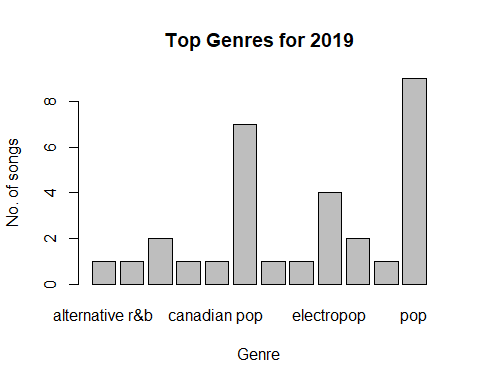 Top Genres for 2019
No. of songs
8
6
4
2
0
alternative r&b canadian pop electropop pop
Genre